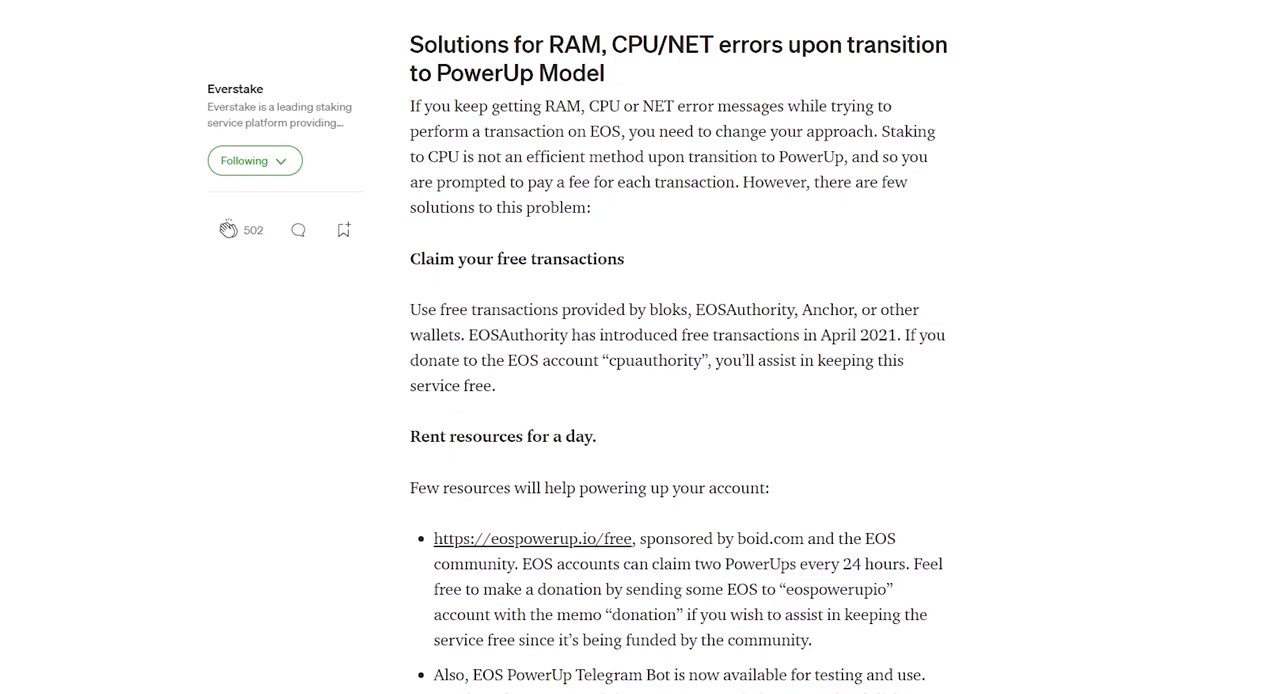 Solutions for RAM, CPU/NET errors upon transition
to PowerUp Model
Everstake
Everstake is a leading staking
service platform providing…
Following
502
If you keep getting RAM, CPU or NET error messages while trying to
perform a transaction on EOS, you need to change your approach. Staking
to CPU is not an efficient method upon transition to PowerUp, and so you
are prompted to pay a fee for each transaction. However, there are few
solutions to this problem:
Claim your free transactions
Use free transactions provided by bloks, EOSAuthority, Anchor, or other
wallets. EOSAuthority has introduced free transactions in April 2021. If you
donate to the EOS account “cpuauthority”, you’ll assist in keeping this
service free.
Rent resources for a day.
Few resources will help powering up your account:
https://eospowerup.io/free, sponsored by boid.com and the EOS
community. EOS accounts can claim two PowerUps every 24 hours. Feel
free to make a donation by sending some EOS to “eospowerupio”
account with the memo “donation” if you wish to assist in keeping the
service free since it’s being funded by the community.
Also, EOS PowerUp Telegram Bot is now available for testing and use.